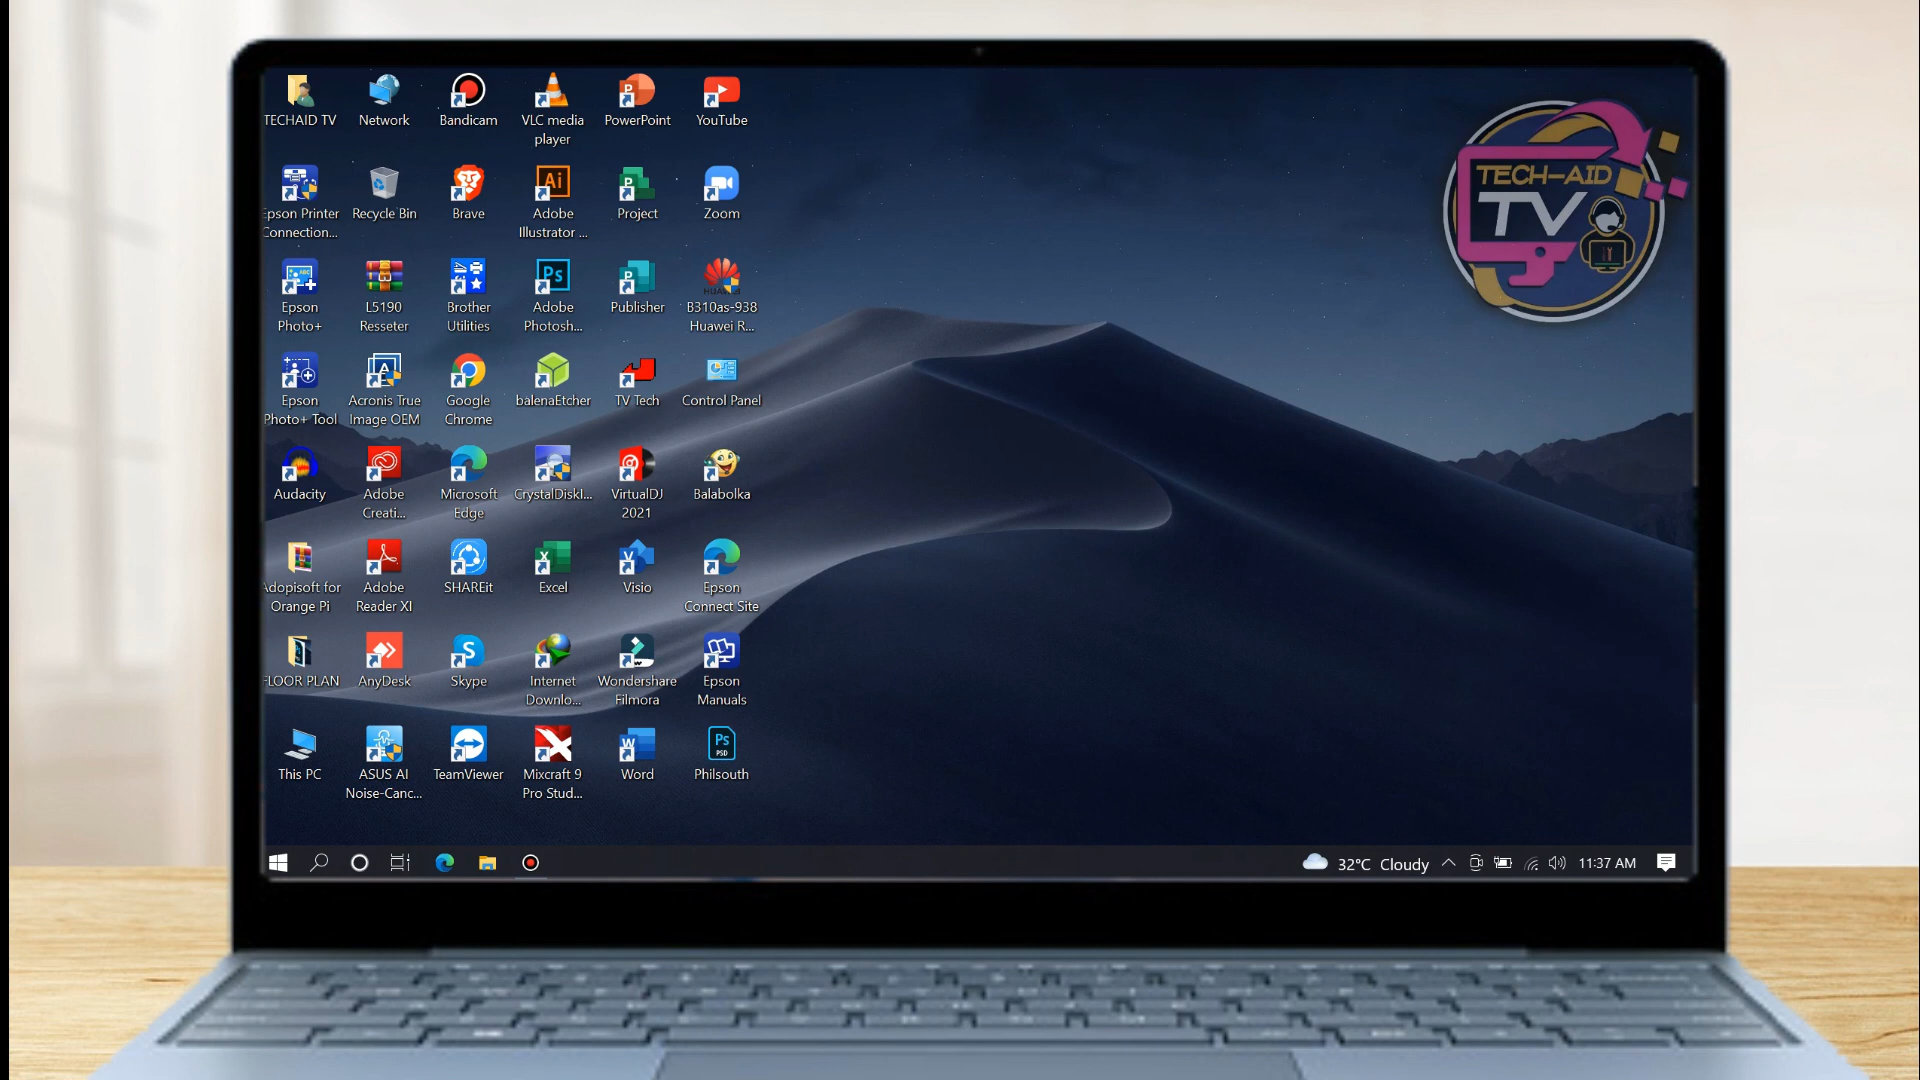 TECHAID TV
Network
Bandicam
VLC media
player
PowerPoint
YouTube
Epson Printer
Connection...
Recycle Bin
Brave
Adobe
Illustrator ...
Project
Zoom
Epson
Photo+
L5190
Resseter
Brother
Utilities
Adobe
Photosh...
Publisher
B310as-938
Huawei R...
Epson
Photo+ Tool
Acronis True
Image OEM
Google
Chrome
balenaEtcher
TV Tech
Control Panel
Audacity
Adobe
Creati...
Microsoft
Edge
CrystalDiskI...
VirtualDJ
2021
Balabolka
Adopisoft for
Orange Pi
Adobe
Reader XI
SHAREit
Excel
Visio
Epson
Connect Site
FLOOR PLAN
AnyDesk
Skype
Internet
Downlo...
Wondershare
Filmora
Epson
Manuals
This PC
ASUS AI
Noise-Canc...
TeamViewer
Mixcraft 9
Pro Stud...
Word
Philsouth
TECH-AID
TV
32°C Cloudy
11:37 AM